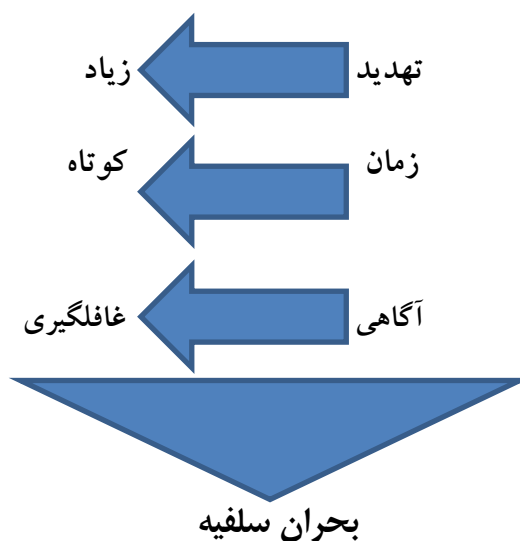 تهدید زیاد
زمان کوتاه
آگاهی غافلگیری
بحران سلفیه